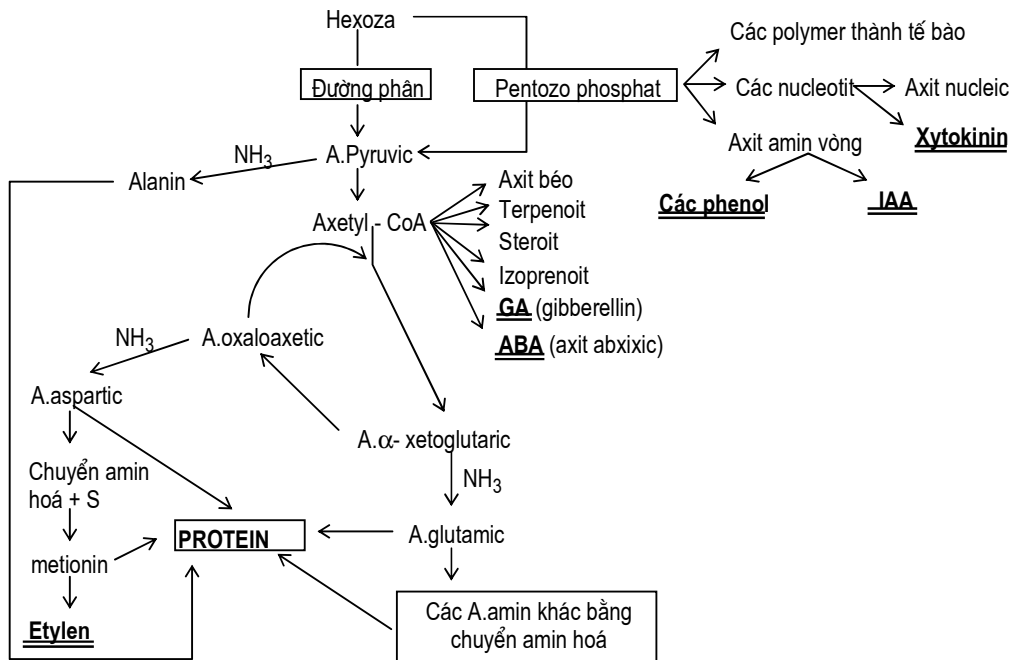 Hexoza
Các polymer thành tế bào
Đường phân
Pentozo phosphat
Các nucleotit
Axit nucleic
Axit amin vòng
Xytokinin
NH3
A.Pyruvic
Alanin
Axit béo
Các phenol
IAA
Axetyl - CoA
Terpenoit
Steroit
Izoprenoit
GA (gibberellin)
NH3
A.oxaloaxetic
ABA (axit abxixic)
A.aspartic
A.α- xetoglutaric
Chuyển amin
hoá + S
NH3
PROTEIN
A.glutamic
metionin
Etylen
Các A.amin khác bằng
chuyển amin hoá